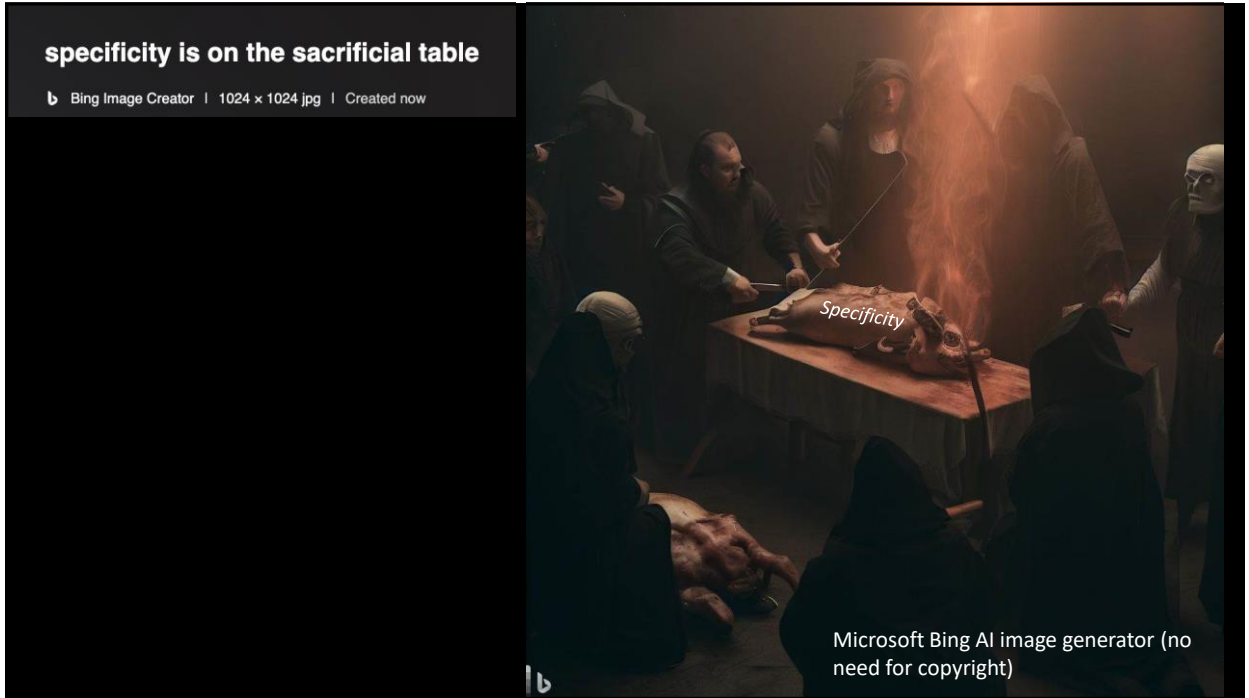 specificity is on the sacrificial table
Bing Image Creator | 1024 × 1024 jpg | Created now
Specificity
Microsoft Bing AI image generator (no
need for copyright)